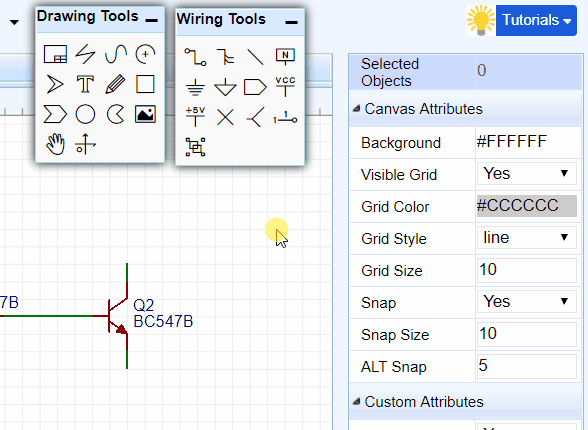 Drawing Tools
Wiring Tools
Tutorials
N
T
VCC
+5V
1
Selected Objects 0
Canvas Attributes
Background #FFFFFF
Visible Grid Yes
Grid Color #CCCCCC
Grid Style line
Grid Size 10
Snap Yes
Snap Size 10
ALT Snap 5
Custom Attributes
7B
Q2
BC547B